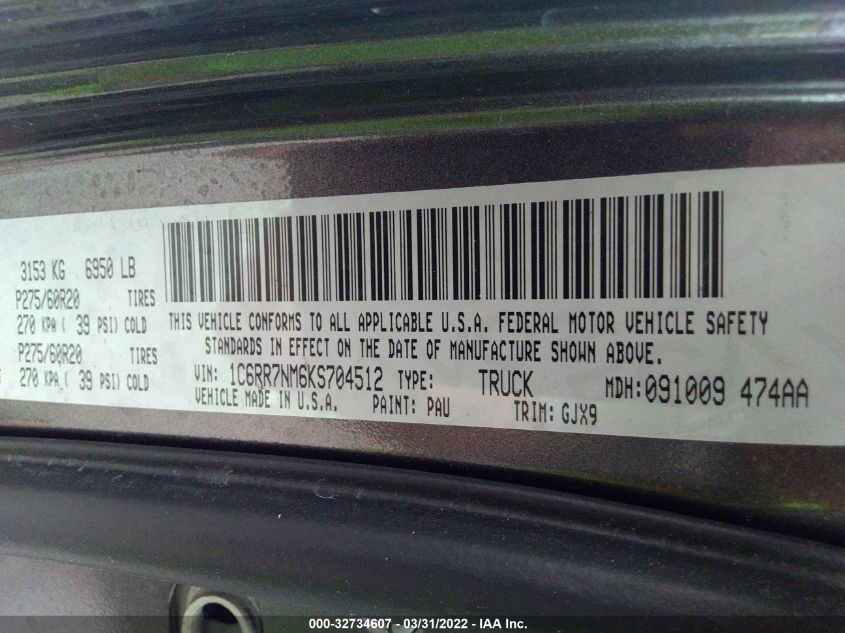 3153 KG 6950 LB
P275/60R20 TIRES
270 KPA ( 39 PSI) COLD
P275/60R20 TIRES
270 KPA ( 39 PSI) COLD
THIS VEHICLE CONFORMS TO ALL APPLICABLE U.S.A. FEDERAL MOTOR VEHICLE SAFETY
STANDARDS IN EFFECT ON THE DATE OF MANUFACTURE SHOWN ABOVE.
VIN: 1C6RR7NM6KS704512 TYPE: TRUCK MDH: 091009 474AA
VEHICLE MADE IN U.S.A. PAINT: PAU TRIM: GJX9
000-32734607 - 03/31/2022 - IAA Inc.